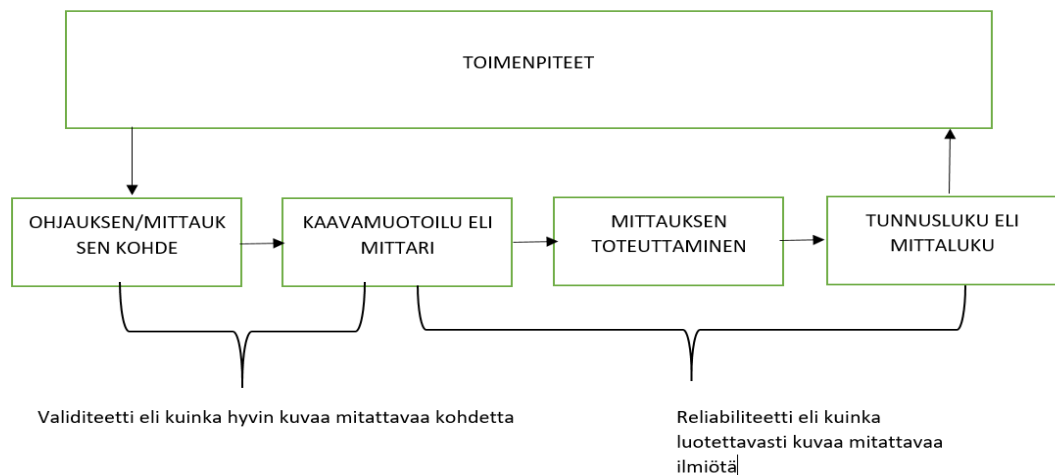 TOIMENPITEET
OHJAUKSEN/MITTAUK
SEN KOHDE
KAAVAMUOTOILU ELI
MITTARI
MITTAUKSEN
TOTEUTTAMINEN
TUNNUSLUKU ELI
MITTALUKU
Validiteetti eli kuinka hyvin kuvaa mitattavaa kohdetta
Reliabiliteetti eli kuinka
luotettavasti kuvaa mitattavaa
ilmiötä